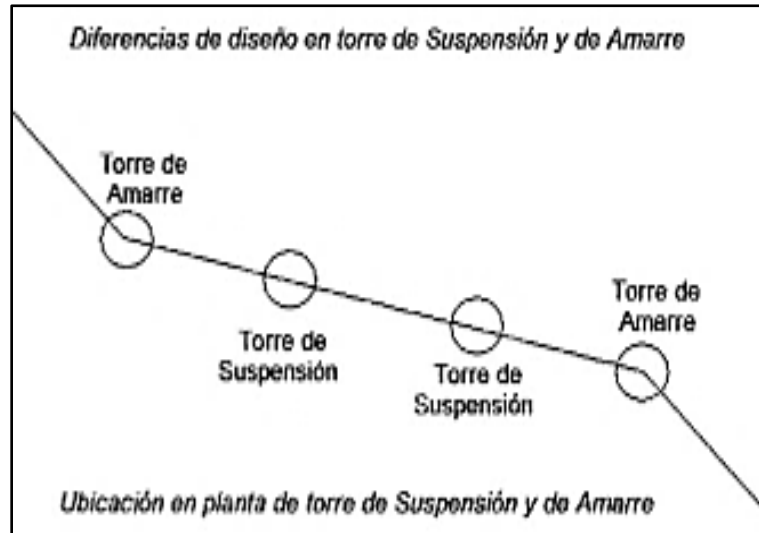 Diferencias de diseño en torre de Suspensión y de Amarre
Torre de
Amarre
Torre de
Suspensión
Torre de
Suspensión
Torre de
Amarre
Ubicación en planta de torre de Suspensión y de Amarre